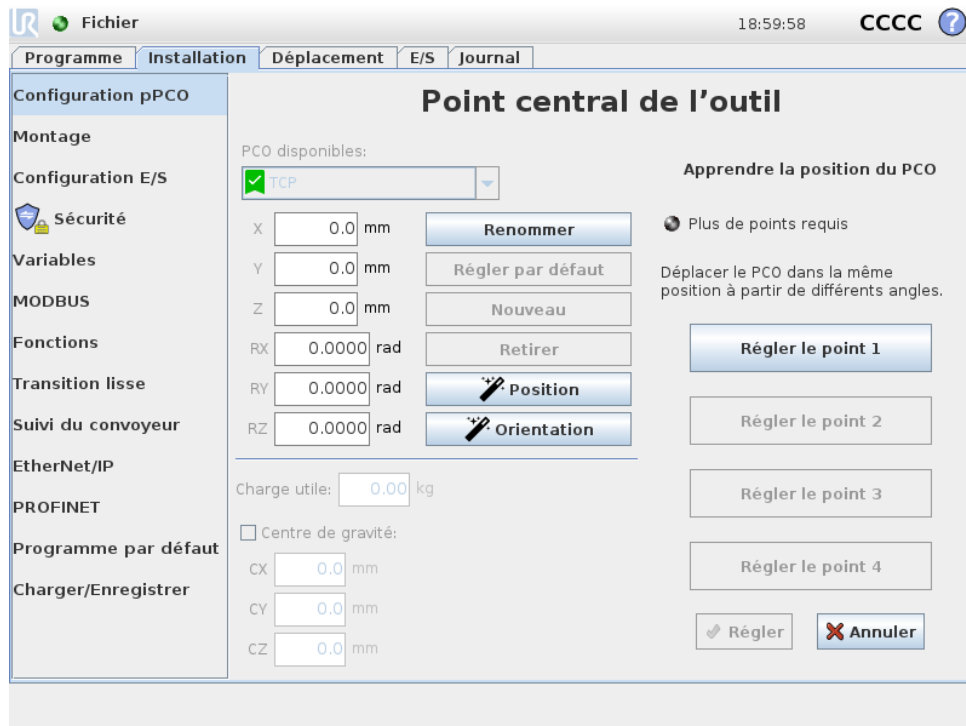 UR Fichier 18:59:58 CCCC ?
Programme Installation Déplacement E/S Journal
Configuration pPCO
Montage
Configuration E/S
Sécurité
Variables
MODBUS
Fonctions
Transition lisse
Suivi du convoyeur
EtherNet/IP
PROFINET
Programme par défaut
Charger/Enregistrer
Point central de l’outil
PCO disponibles:
TCP
X 0.0 mm Renommer
Y 0.0 mm Régler par défaut
Z 0.0 mm Nouveau
RX 0.0000 rad Retirer
RY 0.0000 rad Position
RZ 0.0000 rad Orientation
Charge utile: 0.00 kg
Centre de gravité:
CX 0.0 mm
CY 0.0 mm
CZ 0.0 mm
Apprendre la position du PCO
Plus de points requis
Déplacer le PCO dans la même
position à partir de différents angles.
Régler le point 1
Régler le point 2
Régler le point 3
Régler le point 4
Régler Annuler